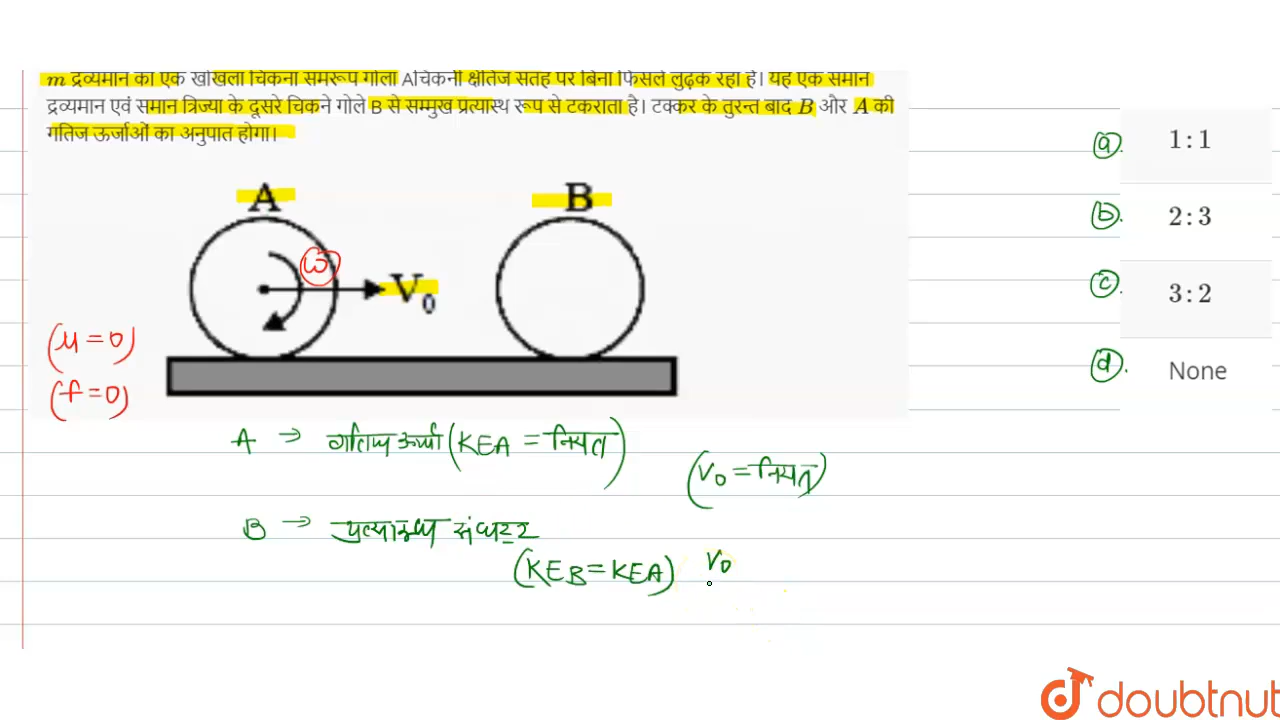 m द्रव्यमान का एक खोखला चिकना समरूप गोला Aचिकनी क्षैतिज सतह पर बिना फिसले लुढ़क रहा है। यह एक समान
द्रव्यमान एवं समान त्रिज्या के दूसरे चिकने गोले B से सम्मुख प्रत्यास्थ रूप से टकराता है। टक्कर के तुरन्त बाद B और A की
गतिज ऊर्जाओं का अनुपात होगा।
A
B
ω
V₀
(μ=0)
(f=0)
A → गतिज ऊर्जा (KEA = नियत)
(V₀ = नियत)
B → प्रत्यास्थ संघट्ट
(KEB = KEA) V₀
(a). 1 : 1
(b). 2 : 3
(c). 3 : 2
(d). None
doubtnut